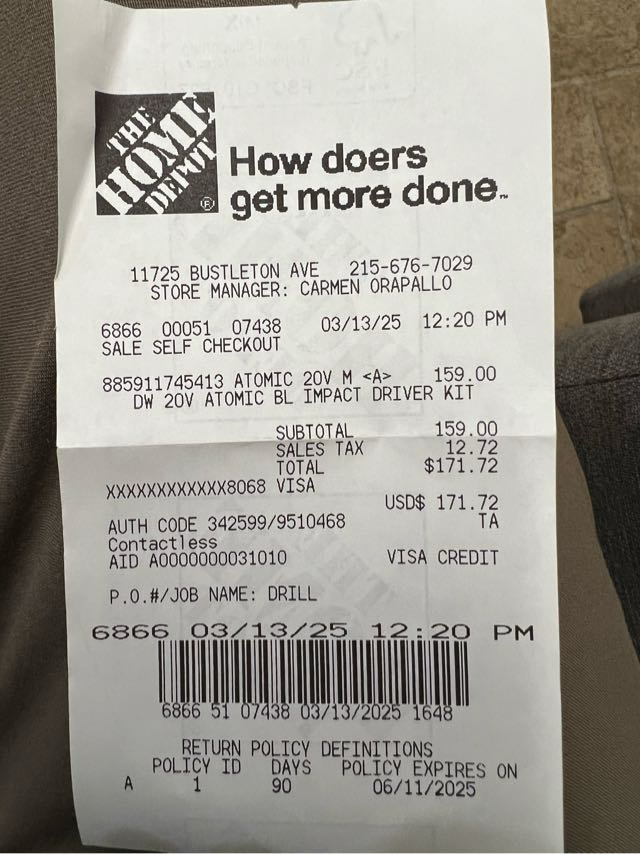 THE
HOME
DEPOT®
How doers
get more done™
11725 BUSTLETON AVE 215-676-7029
STORE MANAGER: CARMEN ORAPALLO
6866 00051 07438 03/13/25 12:20 PM
SALE SELF CHECKOUT
885911745413 ATOMIC 20V M <A> 159.00
DW 20V ATOMIC BL IMPACT DRIVER KIT
SUBTOTAL 159.00
SALES TAX 12.72
TOTAL $171.72
XXXXXXXXXXXX8068 VISA
USD$ 171.72
AUTH CODE 342599/9510468 TA
Contactless
AID A0000000031010 VISA CREDIT
P.O.#/JOB NAME: DRILL
6866 03/13/25 12:20 PM
6866 51 07438 03/13/2025 1648
RETURN POLICY DEFINITIONS
POLICY ID DAYS POLICY EXPIRES ON
A 1 90 06/11/2025